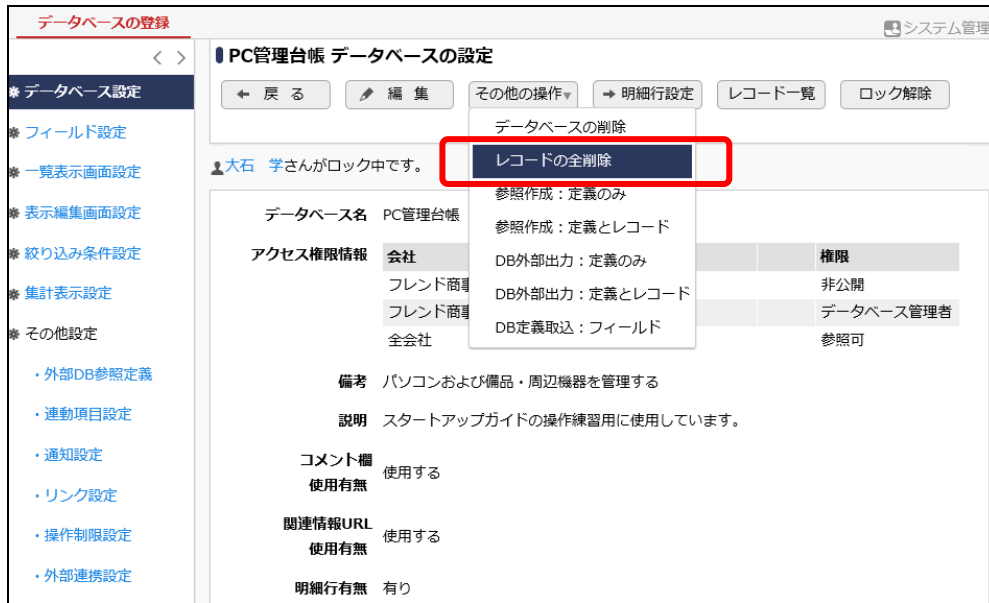 データベースの登録
システム管理
< >
PC管理台帳 データベースの設定
データベース設定
戻 る
編 集
その他の操作▼
明細行設定
レコード一覧
ロック解除
データベースの削除
レコードの全削除
参照作成：定義のみ
参照作成：定義とレコード
DB外部出力：定義のみ
DB外部出力：定義とレコード
DB定義取込：フィールド
フィールド設定
一覧表示画面設定
表示編集画面設定
絞り込み条件設定
集計表示設定
その他設定
・外部DB参照定義
・連動項目設定
・通知設定
・リンク設定
・操作制限設定
・外部連携設定
大石 学さんがロック中です。
データベース名 PC管理台帳
アクセス権限情報 会社 権限
フレンド商事 非公開
フレンド商事 データベース管理者
全会社 参照可
備考 パソコンおよび備品・周辺機器を管理する
説明 スタートアップガイドの操作練習用に使用しています。
コメント欄
使用有無 使用する
関連情報URL
使用有無 使用する
明細行有無 有り